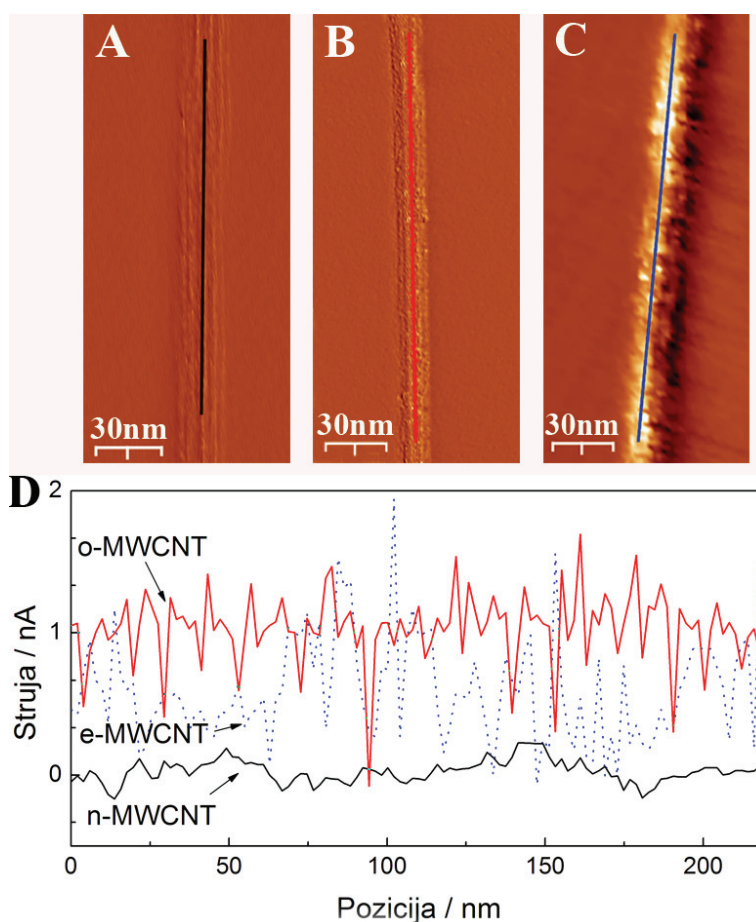 A
B
C
30nm
30nm
30nm
D
2
o-MWCNT
1
e-MWCNT
0
n-MWCNT
Struja / nA
0
50
100
150
200
Pozicija / nm